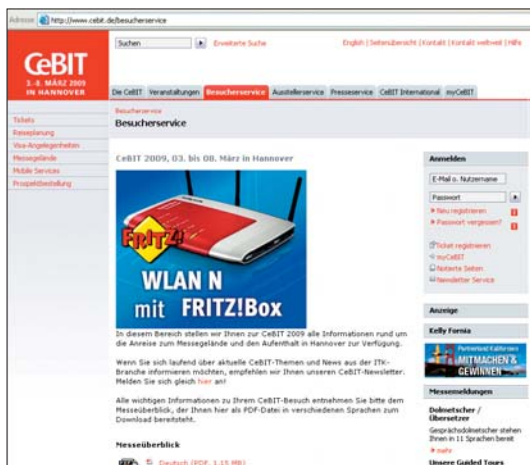 Adresse http://www.cebit.de/besucherservice
CeBIT
3.–8. MÄRZ 2009
IN HANNOVER
Suchen
Erweiterte Suche
English | Seitenübersicht | Kontakt | Kontakt weltweit | Hilfe
Die CeBIT Veranstaltungen Besucherservice Ausstellerservice Presseservice CeBIT International myCeBIT
Tickets
Reiseplanung
Visa-Angelegenheiten
Messegelände
Mobile Services
Prospektbestellung
Besucherservice
Besucherservice
CeBIT 2009, 03. bis 08. März in Hannover
FRITZ!
WLAN N
mit FRITZ!Box
In diesem Bereich stellen wir Ihnen zur CeBIT 2009 alle Informationen rund um
die Anreise zum Messegelände und den Aufenthalt in Hannover zur Verfügung.
Wenn Sie sich laufend über aktuelle CeBIT-Themen und News aus der ITK-
Branche informieren möchten, empfehlen wir Ihnen unseren CeBIT-Newsletter.
Melden Sie sich gleich hier an!
Alle wichtigen Informationen zu Ihrem CeBIT-Besuch entnehmen Sie bitte dem
Messeüberblick, der Ihnen hier als PDF-Datei in verschiedenen Sprachen zum
Download bereitsteht.
Messeüberblick
Deutsch (PDF, 1.15 MB)
Anmelden
E-Mail o. Nutzername
Passwort
Neu registrieren
Passwort vergessen?
Ticket registrieren
myCeBIT
Notierte Seiten
Newsletter Service
Anzeige
Kelly Fornia
Partnerland Kalifornien
MITMACHEN &
GEWINNEN
Messemeldungen
Dolmetscher /
Übersetzer
Gesprächsdolmetscher stehen
Ihnen in 11 Sprachen bereit
mehr
Unsere Guided Tours